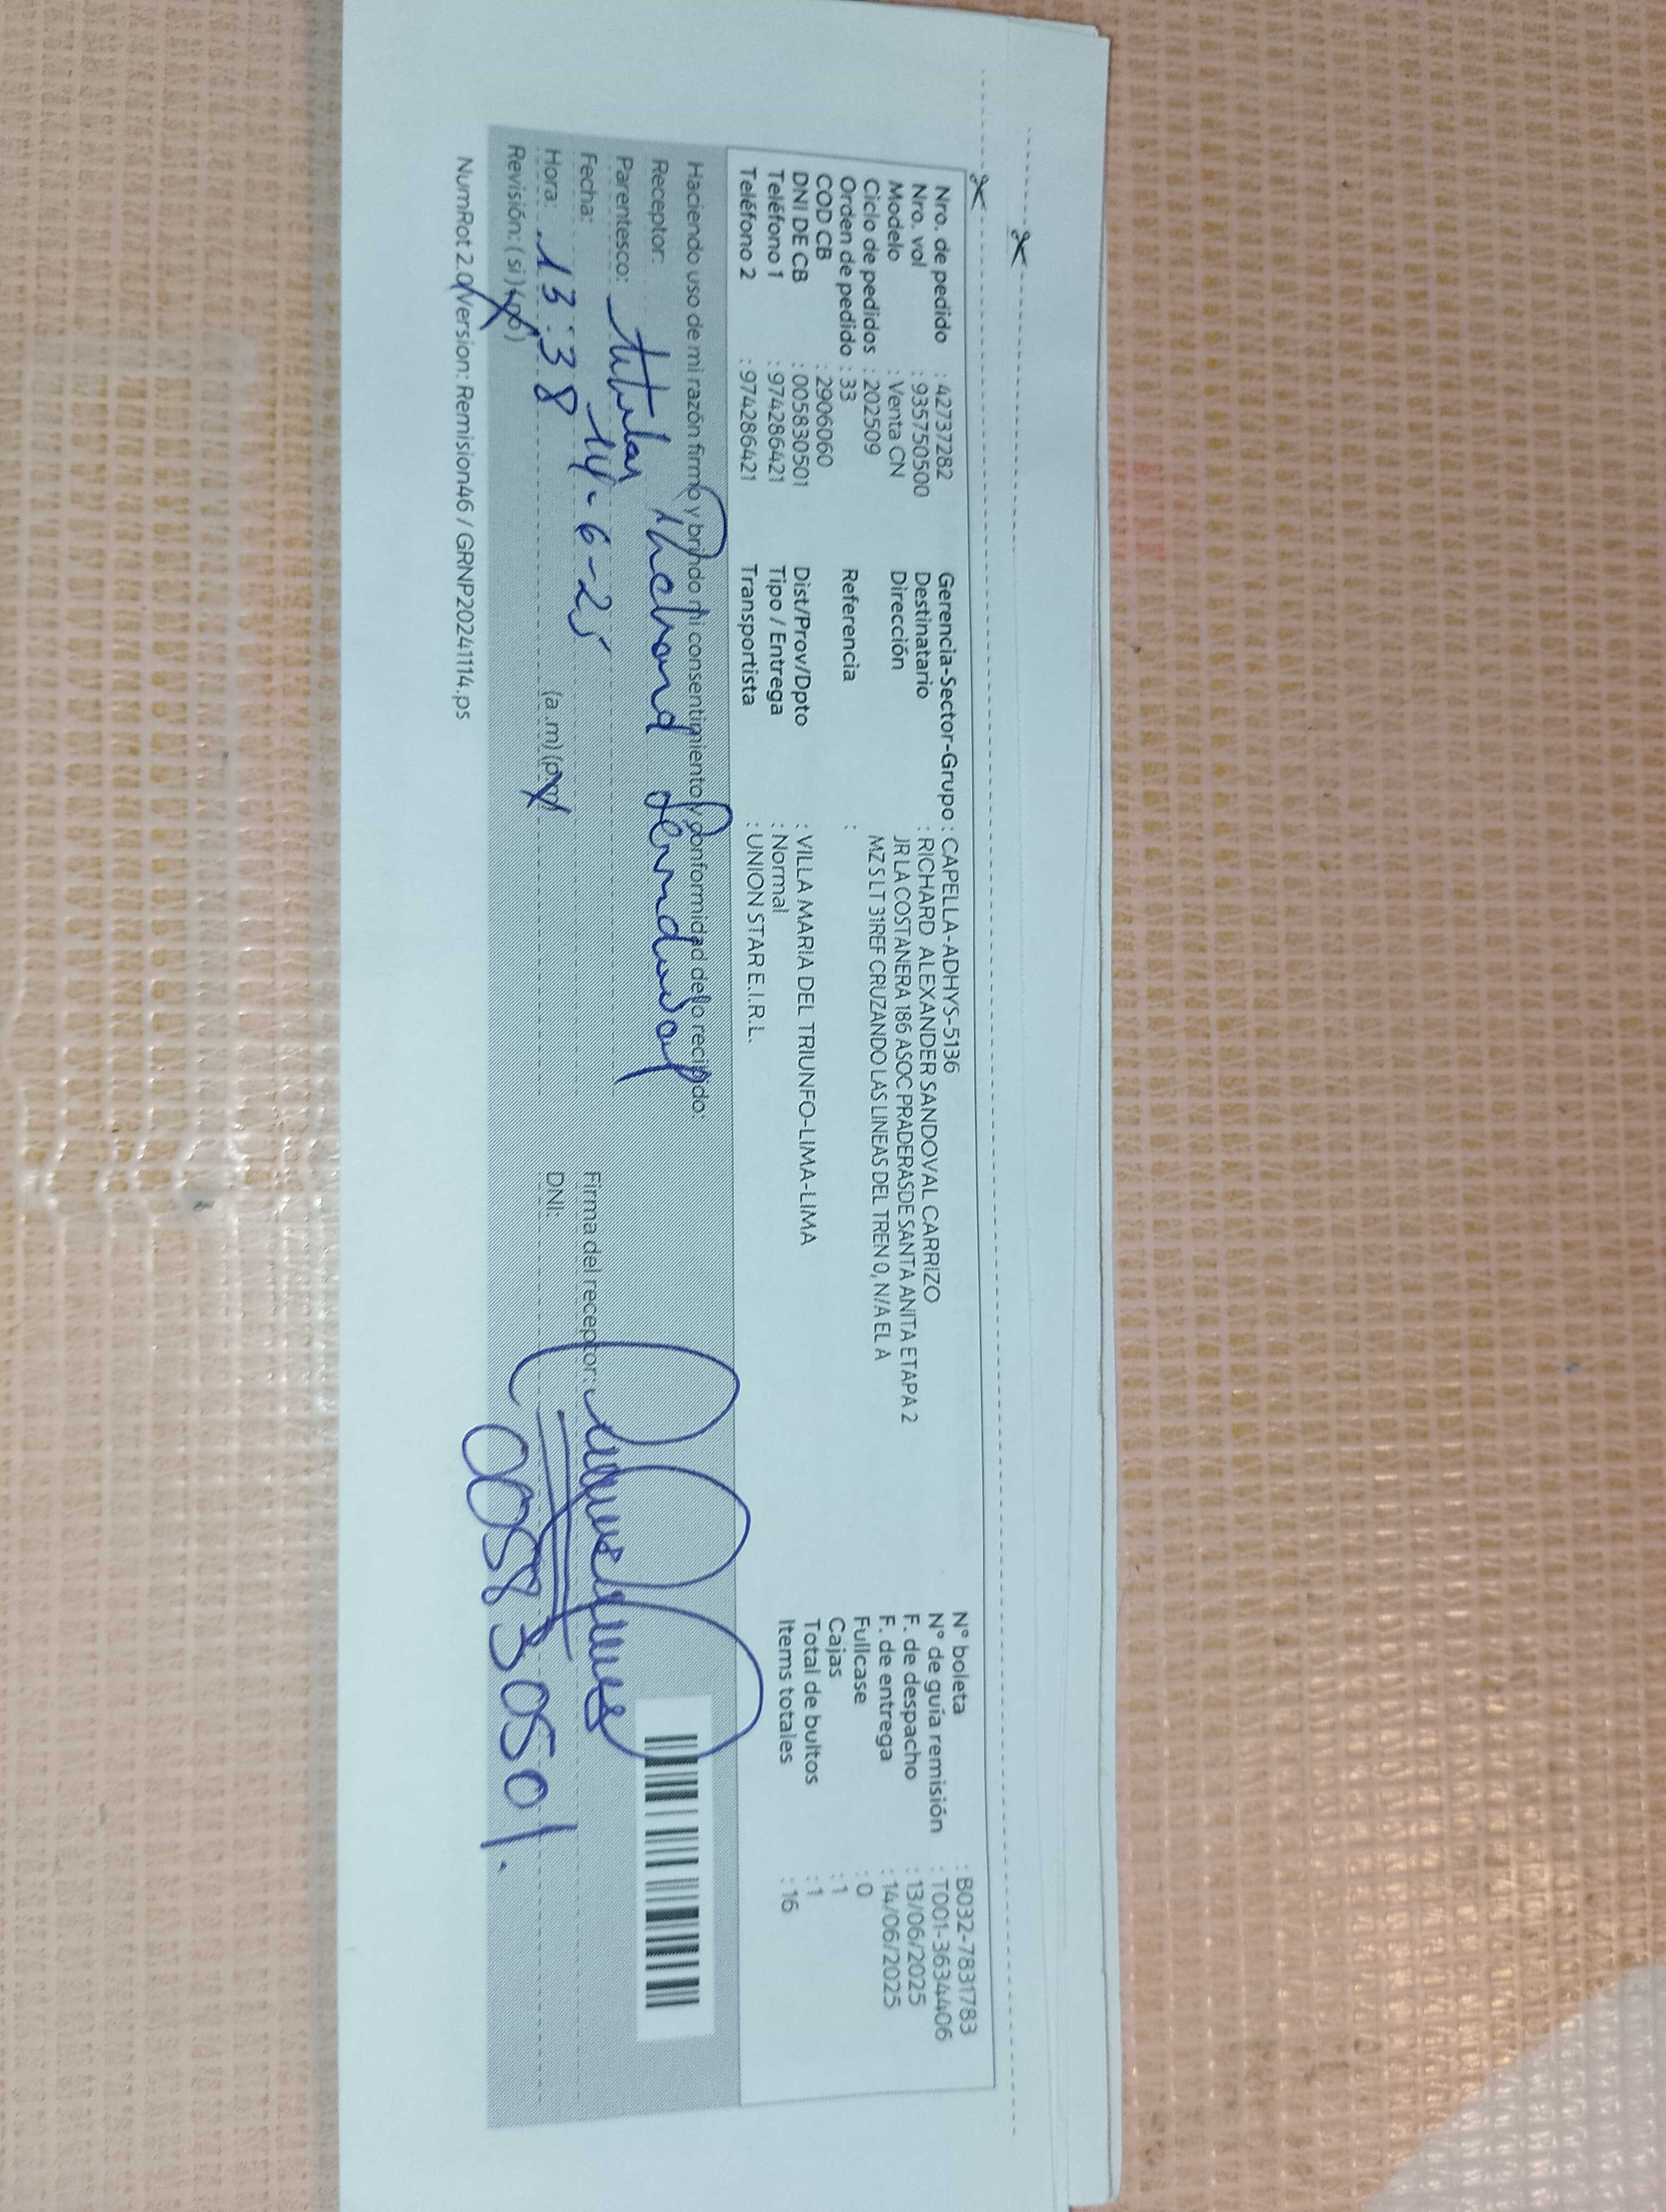 Nro. de pedido : 42737282
Nro. vol : 935750500
Modelo : Venta CN
Ciclo de pedidos : 202509
Orden de pedido : 33
COD CB : 2906060
DNI DE CB : 005830501
Teléfono 1 : 974286421
Teléfono 2 : 974286421
Gerencia-Sector-Grupo : CAPELLA-ADHYS-5136
Destinatario : RICHARD ALEXANDER SANDOVAL CARRIZO
Dirección JR LA COSTANERA 186 ASOC PRADERASDE SANTA ANITA ETAPA 2
MZ S LT 31REF CRUZANDO LAS LINEAS DEL TREN 0, N/A EL A
Referencia :
Dist/Prov/Dpto : VILLA MARIA DEL TRIUNFO-LIMA-LIMA
Tipo / Entrega : Normal
Transportista : UNION STAR E.I.R.L.
N° boleta : B032-7831783
N° de guía remisión : T001-3634406
F. de despacho : 13/06/2025
F. de entrega : 14/06/2025
Fullcase : 0
Cajas : 1
Total de bultos : 1
Items totales : 16
Haciendo uso de mi razón firmo y brindo mi consentimiento y conformidad de lo recibido:
Receptor: Richard Sandoval
Parentesco: titular
Fecha: 14-6-25
Hora: 13:38 (a .m) (p.m)
Revisión: ( si ) (no)
Firma del receptor:
DNI: 005830501.
NumRot 2.0/Version: Remision46 / GRNP20241114.ps